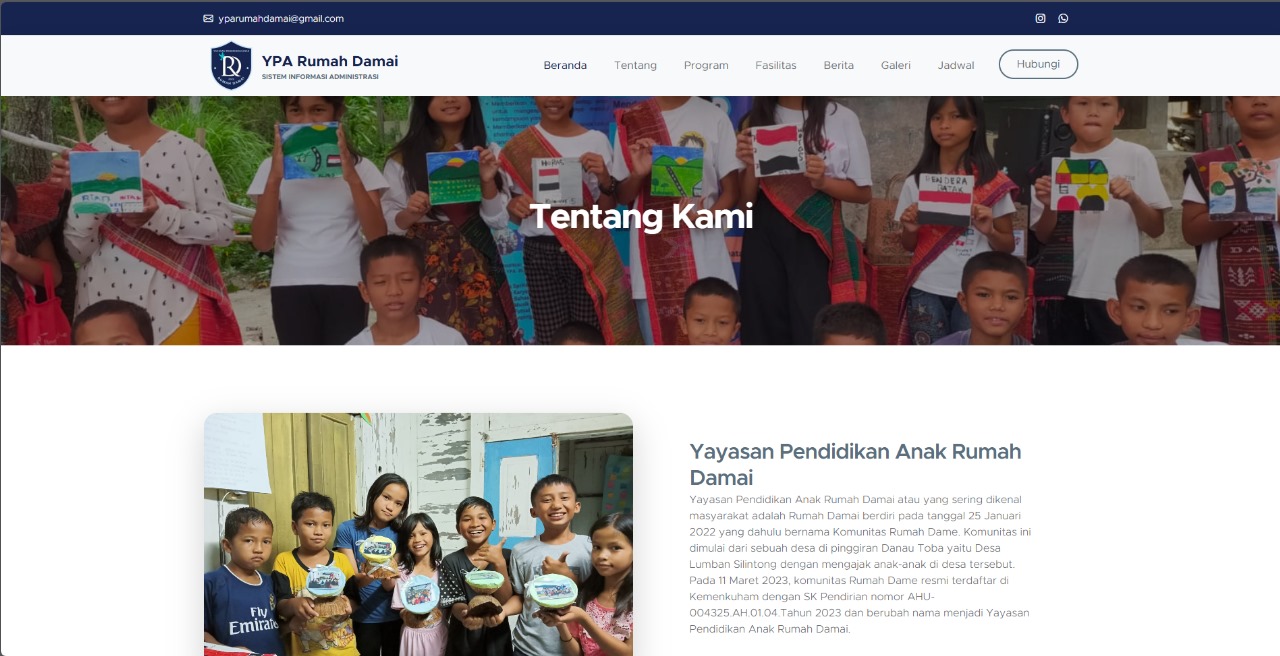 yparumahdamai@gmail.com
YPA Rumah Damai
SISTEM INFORMASI ADMINISTRASI
Beranda
Tentang
Program
Fasilitas
Berita
Galeri
Jadwal
Hubungi
BENDERA
BATAK
Tentang Kami
Yayasan Pendidikan Anak Rumah
Damai
Yayasan Pendidikan Anak Rumah Damai atau yang sering dikenal
masyarakat adalah Rumah Damai berdiri pada tanggal 25 Januari
2022 yang dahulu bernama Komunitas Rumah Dame. Komunitas ini
dimulai dari sebuah desa di pinggiran Danau Toba yaitu Desa
Lumban Silintong dengan mengajak anak-anak di desa tersebut.
Pada 11 Maret 2023, komunitas Rumah Dame resmi terdaftar di
Kemenkuham dengan SK Pendirian nomor AHU-
004325.AH.01.04.Tahun 2023 dan berubah nama menjadi Yayasan
Pendidikan Anak Rumah Damai.
Fly
Emirates